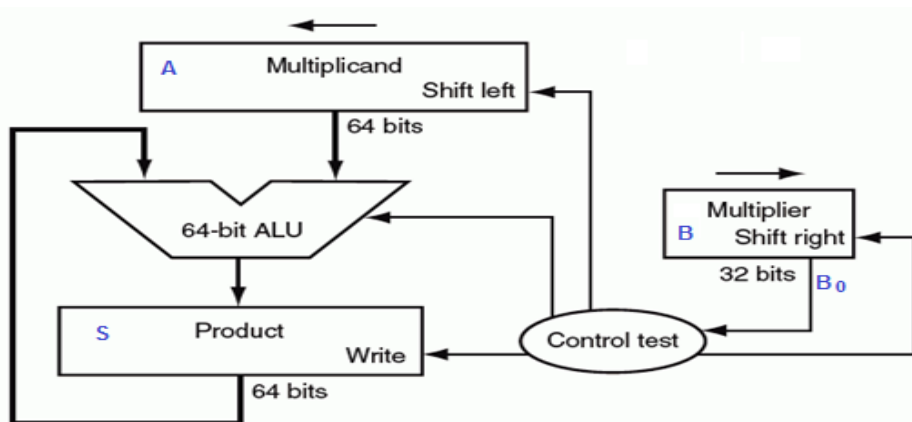 A Multiplicand
Shift left
64 bits
64-bit ALU
Multiplier
B Shift right
32 bits B0
S Product
Write
Control test
64 bits